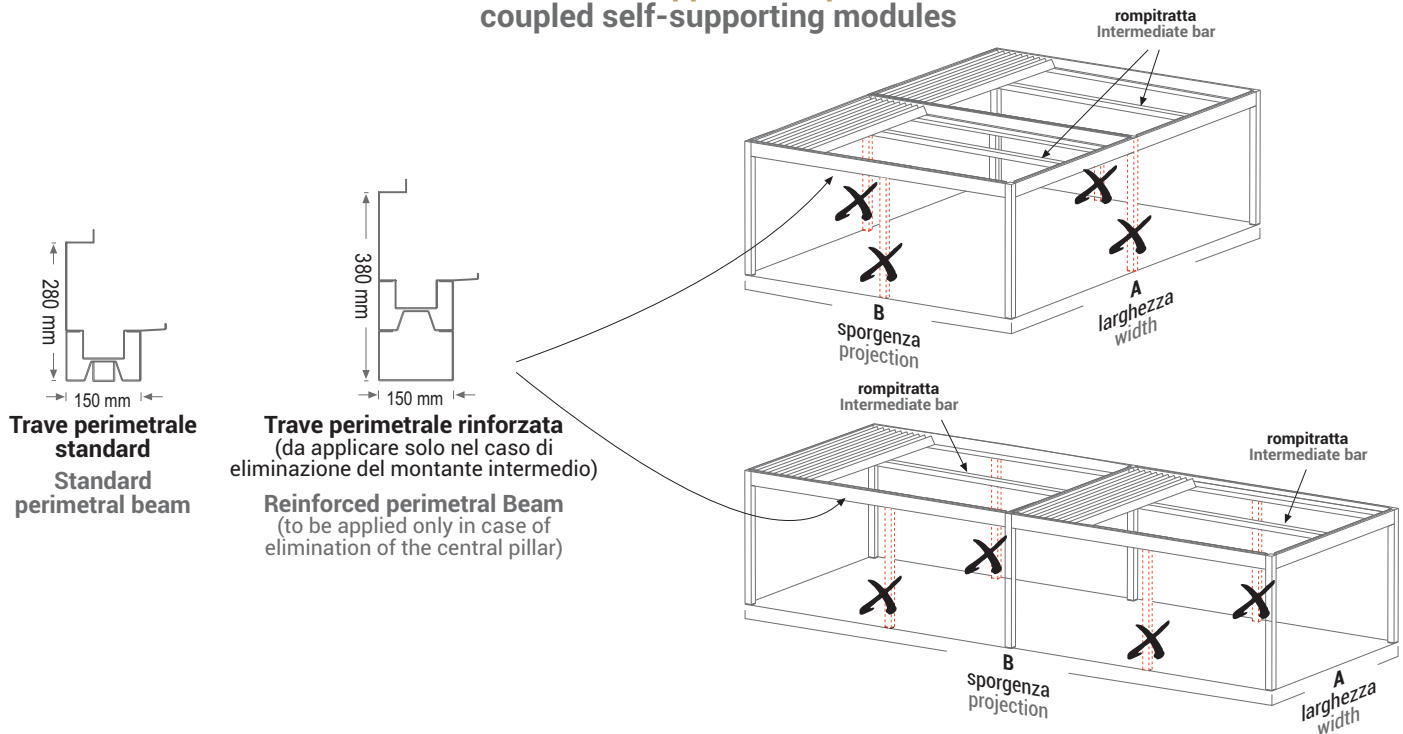 coupled self-supporting modules
rompitratta
Intermediate bar
280 mm
150 mm
Trave perimetrale
standard
Standard
perimetral beam
380 mm
150 mm
Trave perimetrale rinforzata
(da applicare solo nel caso di
eliminazione del montante intermedio)
Reinforced perimetral Beam
(to be applied only in case of
elimination of the central pillar)
B
sporgenza
projection
A
larghezza
width
rompitratta
Intermediate bar
rompitratta
Intermediate bar
B
sporgenza
projection
A
larghezza
width